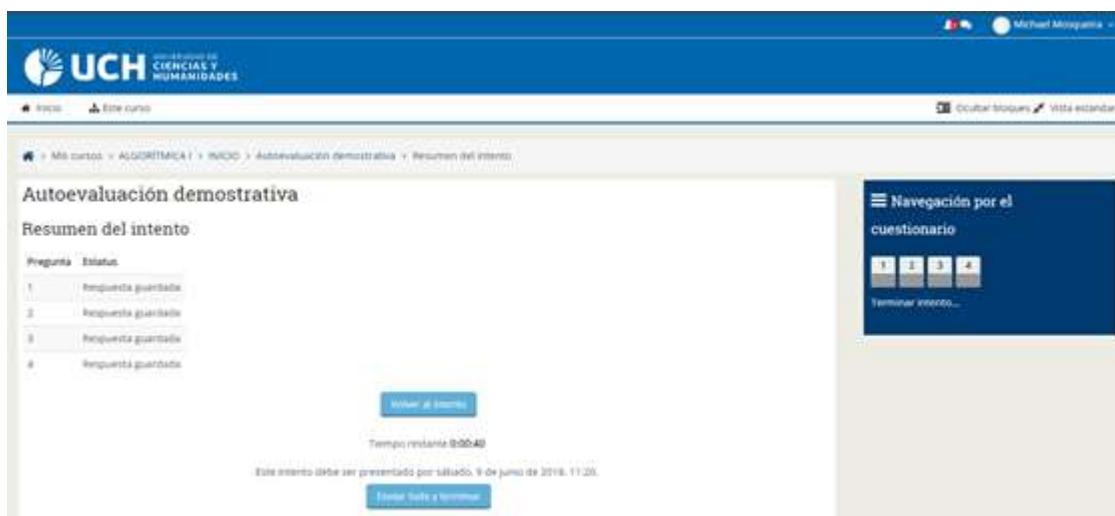 Michael Mosqueira
UCH UNIVERSIDAD DE
CIENCIAS Y
HUMANIDADES
Inicio Este curso
Ocultar bloques Vista estandar
> Mis cursos > ALGORÍTMICA I > INICIO > Autoevaluación demostrativa > Resumen del intento
Autoevaluación demostrativa
Resumen del intento
Pregunta Estatus
1 Respuesta guardada
2 Respuesta guardada
3 Respuesta guardada
4 Respuesta guardada
Volver al intento
Tiempo restante 0:00:40
Este intento debe ser presentado por sábado, 9 de junio de 2018, 11:20.
Enviar todo y terminar
Navegación por el
cuestionario
1 2 3 4
Terminar intento...